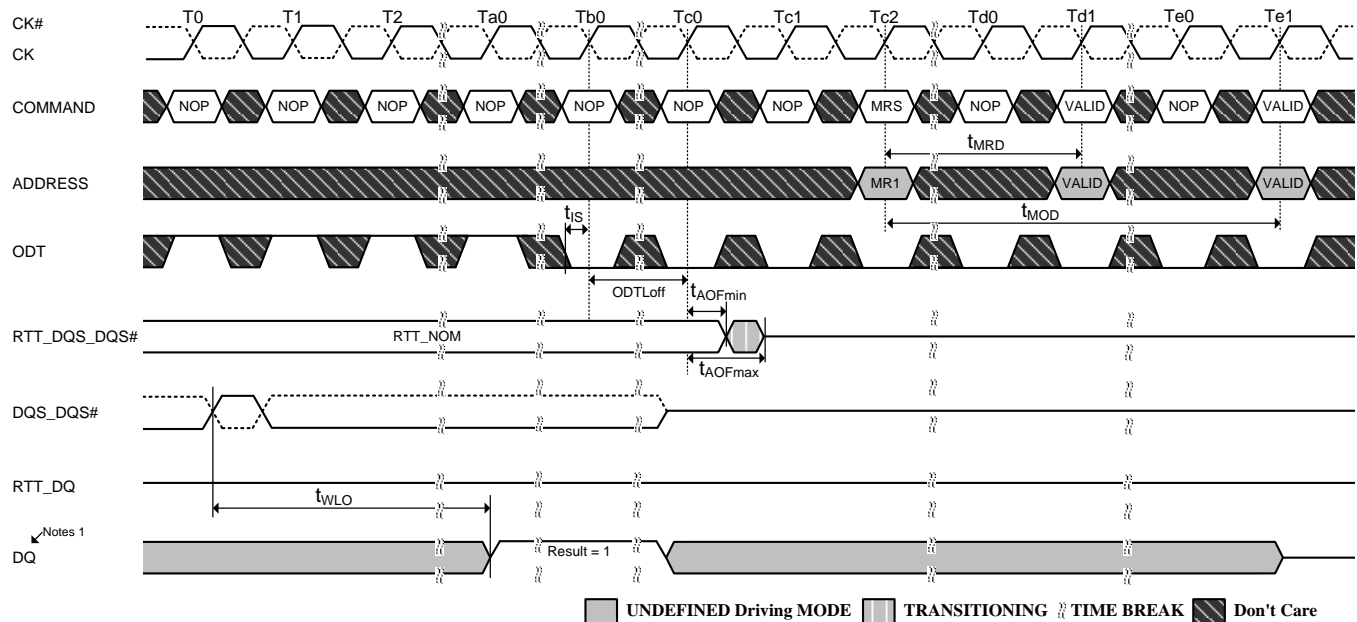 CK#
CK
T0 T1 T2 Ta0 Tb0 Tc0 Tc1 Tc2 Td0 Td1 Te0 Te1
COMMAND NOP NOP NOP NOP NOP NOP NOP MRS NOP VALID NOP VALID
tMRD
ADDRESS MR1 VALID VALID
tIS tMOD
ODT
ODTLoff tAOFmin
RTT_DQS_DQS# RTT_NOM
tAOFmax
DQS_DQS#
RTT_DQ
tWLO
Notes 1
DQ Result = 1
UNDEFINED Driving MODE TRANSITIONING TIME BREAK Don't Care